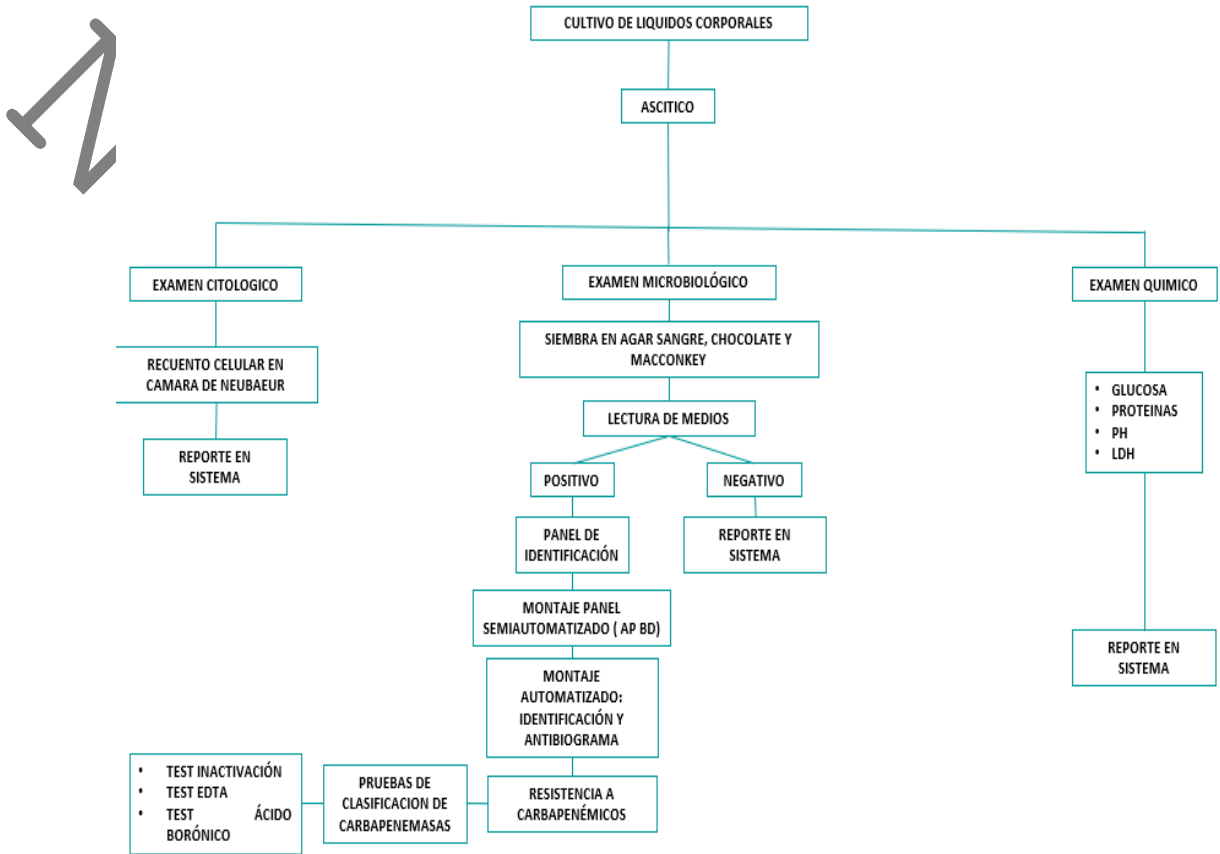 CULTIVO DE LIQUIDOS CORPORALES
ASCITICO
EXAMEN CITOLOGICO
RECUENTO CELULAR EN
CAMARA DE NEUBAEUR
REPORTE EN
SISTEMA
EXAMEN MICROBIOLÓGICO
SIEMBRA EN AGAR SANGRE, CHOCOLATE Y
MACCONKEY
LECTURA DE MEDIOS
POSITIVO
PANEL DE
IDENTIFICACIÓN
MONTAJE PANEL
SEMIAUTOMATIZADO ( AP BD)
MONTAJE
AUTOMATIZADO:
IDENTIFICACIÓN Y
ANTIBIOGRAMA
RESISTENCIA A
CARBAPENÉMICOS
PRUEBAS DE
CLASIFICACION DE
CARBAPENEMASAS
• TEST INACTIVACIÓN
• TEST EDTA
• TEST ÁCIDO
BORÓNICO
NEGATIVO
REPORTE EN
SISTEMA
EXAMEN QUIMICO
• GLUCOSA
• PROTEINAS
• PH
• LDH
REPORTE EN
SISTEMA